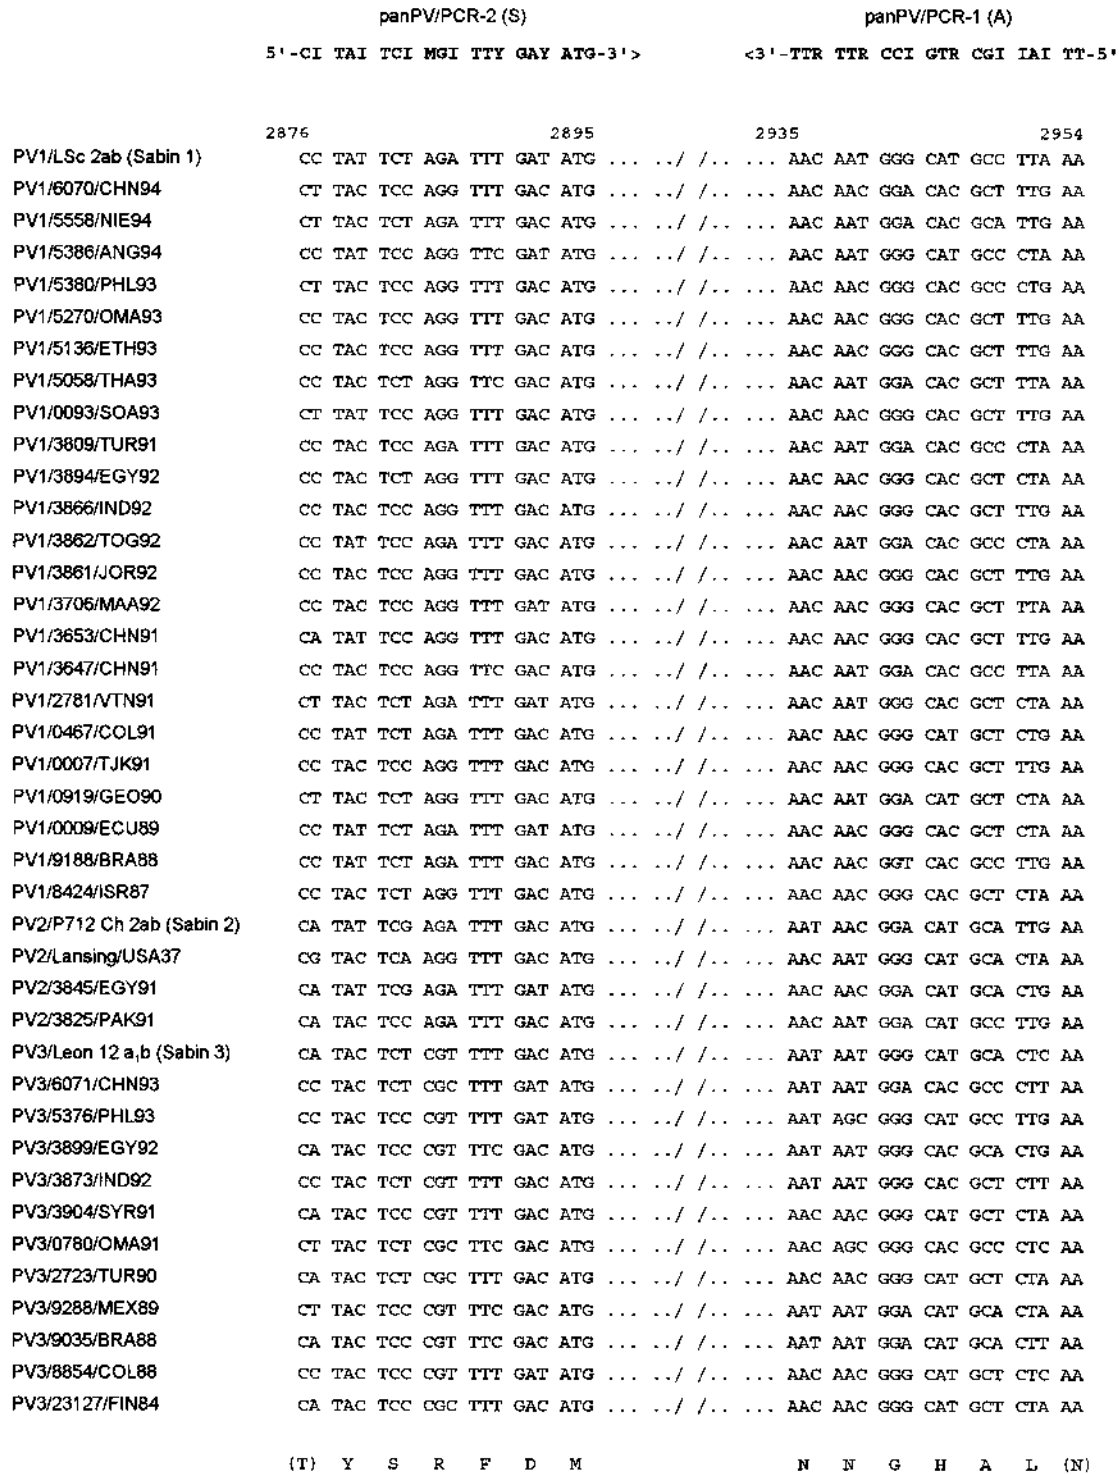 panPV/PCR-2 (S) panPV/PCR-1 (A)
5'-CI TAI TCI MGI TTY GAY ATG-3'> <3'-TTR TTR CCI GTR CGI IAI TT-5'
2876 2895 2935 2954
PV1/LSc 2ab (Sabin 1) CC TAT TCT AGA TTT GAT ATG ... ../ /.. ... AAC AAT GGG CAT GCC TTA AA
PV1/6070/CHN94 CT TAC TCC AGG TTT GAC ATG ... ../ /.. ... AAC AAC GGA CAC GCT TTG AA
PV1/5558/NIE94 CT TAC TCT AGA TTT GAC ATG ... ../ /.. ... AAC AAT GGA CAC GCA TTG AA
PV1/5386/ANG94 CC TAT TCC AGG TTC GAT ATG ... ../ /.. ... AAC AAT GGG CAT GCC CTA AA
PV1/5380/PHL93 CT TAC TCC AGG TTT GAC ATG ... ../ /.. ... AAC AAC GGG CAC GCC CTG AA
PV1/5270/OMA93 CC TAC TCC AGG TTT GAC ATG ... ../ /.. ... AAC AAC GGG CAC GCT TTG AA
PV1/5136/ETH93 CC TAC TCC AGG TTT GAC ATG ... ../ /.. ... AAC AAC GGG CAC GCT TTG AA
PV1/5058/THA93 CC TAC TCT AGG TTC GAC ATG ... ../ /.. ... AAC AAT GGA CAC GCT TTA AA
PV1/0093/SOA93 CT TAT TCC AGG TTT GAC ATG ... ../ /.. ... AAC AAC GGG CAC GCT TTG AA
PV1/3809/TUR91 CC TAC TCC AGA TTT GAC ATG ... ../ /.. ... AAC AAT GGA CAC GCC CTA AA
PV1/3894/EGY92 CC TAC TCT AGG TTT GAC ATG ... ../ /.. ... AAC AAC GGG CAC GCT CTA AA
PV1/3866/IND92 CC TAC TCC AGG TTT GAC ATG ... ../ /.. ... AAC AAC GGG CAC GCT TTG AA
PV1/3862/TOG92 CC TAT TCC AGA TTT GAC ATG ... ../ /.. ... AAC AAT GGA CAC GCC CTA AA
PV1/3861/JOR92 CC TAC TCC AGG TTT GAC ATG ... ../ /.. ... AAC AAC GGG CAC GCT TTG AA
PV1/3706/MAA92 CC TAC TCC AGG TTT GAT ATG ... ../ /.. ... AAC AAC GGG CAC GCT TTA AA
PV1/3653/CHN91 CA TAT TCC AGG TTT GAC ATG ... ../ /.. ... AAC AAC GGG CAC GCT TTG AA
PV1/3647/CHN91 CC TAC TCC AGG TTC GAC ATG ... ../ /.. ... AAC AAT GGA CAC GCC TTA AA
PV1/2781/VTN91 CT TAC TCT AGA TTT GAT ATG ... ../ /.. ... AAC AAT GGG CAC GCT CTA AA
PV1/0467/COL91 CC TAT TCT AGA TTT GAC ATG ... ../ /.. ... AAC AAC GGG CAT GCT CTG AA
PV1/0007/TJK91 CC TAC TCC AGG TTT GAC ATG ... ../ /.. ... AAC AAC GGG CAC GCT TTG AA
PV1/0919/GEO90 CT TAC TCT AGG TTT GAC ATG ... ../ /.. ... AAC AAT GGA CAT GCT CTA AA
PV1/0009/ECU89 CC TAT TCT AGA TTT GAT ATG ... ../ /.. ... AAC AAC GGG CAC GCT CTA AA
PV1/9188/BRA88 CC TAT TCT AGA TTT GAC ATG ... ../ /.. ... AAC AAC GGT CAC GCC TTG AA
PV1/8424/ISR87 CC TAC TCT AGG TTT GAC ATG ... ../ /.. ... AAC AAC GGG CAC GCT CTA AA
PV2/P712 Ch 2ab (Sabin 2) CA TAT TCG AGA TTT GAC ATG ... ../ /.. ... AAT AAC GGA CAT GCA TTG AA
PV2/Lansing/USA37 CG TAC TCA AGG TTT GAC ATG ... ../ /.. ... AAC AAT GGG CAT GCA CTA AA
PV2/3845/EGY91 CA TAT TCG AGA TTT GAT ATG ... ../ /.. ... AAC AAC GGA CAT GCA CTG AA
PV2/3825/PAK91 CA TAC TCC AGA TTT GAC ATG ... ../ /.. ... AAC AAT GGA CAT GCC TTG AA
PV3/Leon 12 a₁b (Sabin 3) CA TAC TCT CGT TTT GAC ATG ... ../ /.. ... AAT AAT GGG CAT GCA CTC AA
PV3/6071/CHN93 CC TAC TCT CGC TTT GAT ATG ... ../ /.. ... AAT AAT GGA CAC GCC CTT AA
PV3/5376/PHL93 CC TAC TCT CGT TTT GAT ATG ... ../ /.. ... AAT AGC GGG CAT GCC TTG AA
PV3/3899/EGY92 CA TAC TCC CGT TTC GAC ATG ... ../ /.. ... AAT AAT GGG CAC GCA CTG AA
PV3/3873/IND92 CC TAC TCT CGT TTT GAC ATG ... ../ /.. ... AAT AAT GGG CAC GCT CTT AA
PV3/3904/SYR91 CA TAC TCC CGT TTT GAC ATG ... ../ /.. ... AAC AAC GGG CAT GCT CTA AA
PV3/0780/OMA91 CT TAC TCT CGC TTC GAC ATG ... ../ /.. ... AAC AGC GGG CAC GCC CTC AA
PV3/2723/TUR90 CA TAC TCT CGC TTT GAC ATG ... ../ /.. ... AAC AAC GGG CAT GCT CTA AA
PV3/9288/MEX89 CT TAC TCC CGT TTC GAC ATG ... ../ /.. ... AAT AAT GGA CAT GCA CTA AA
PV3/9035/BRA88 CA TAC TCC CGT TTC GAC ATG ... ../ /.. ... AAT AAT GGA CAT GCA CTT AA
PV3/8854/COL88 CC TAC TCC CGT TTT GAT ATG ... ../ /.. ... AAC AAC GGG CAT GCT CTC AA
PV3/23127/FIN84 CA TAC TCC CGC TTT GAC ATG ... ../ /.. ... AAC AAC GGG CAT GCT CTA AA
(T) Y S R F D M N N G H A L (N)